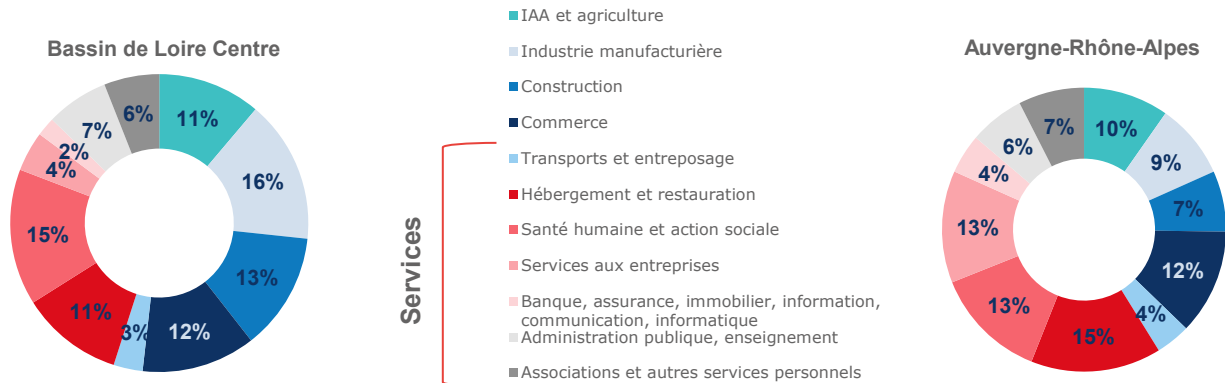 Bassin de Loire Centre
11%
16%
13%
12%
3%
11%
15%
4%
2%
7%
6%
Services
IAA et agriculture
Industrie manufacturière
Construction
Commerce
Transports et entreposage
Hébergement et restauration
Santé humaine et action sociale
Services aux entreprises
Banque, assurance, immobilier, information,
communication, informatique
Administration publique, enseignement
Associations et autres services personnels
Auvergne-Rhône-Alpes
10%
9%
7%
12%
4%
15%
13%
13%
4%
6%
7%